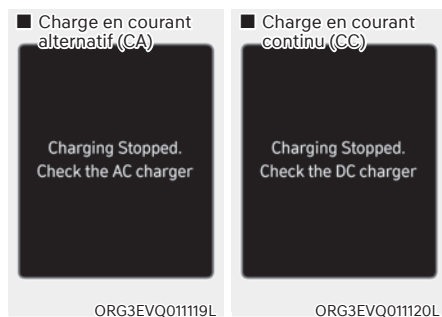 ■ Charge en courant
alternatif (CA)
Charging Stopped.
Check the AC charger
ORG3EVQ011119L
■ Charge en courant
continu (CC)
Charging Stopped.
Check the DC charger
ORG3EVQ011120L